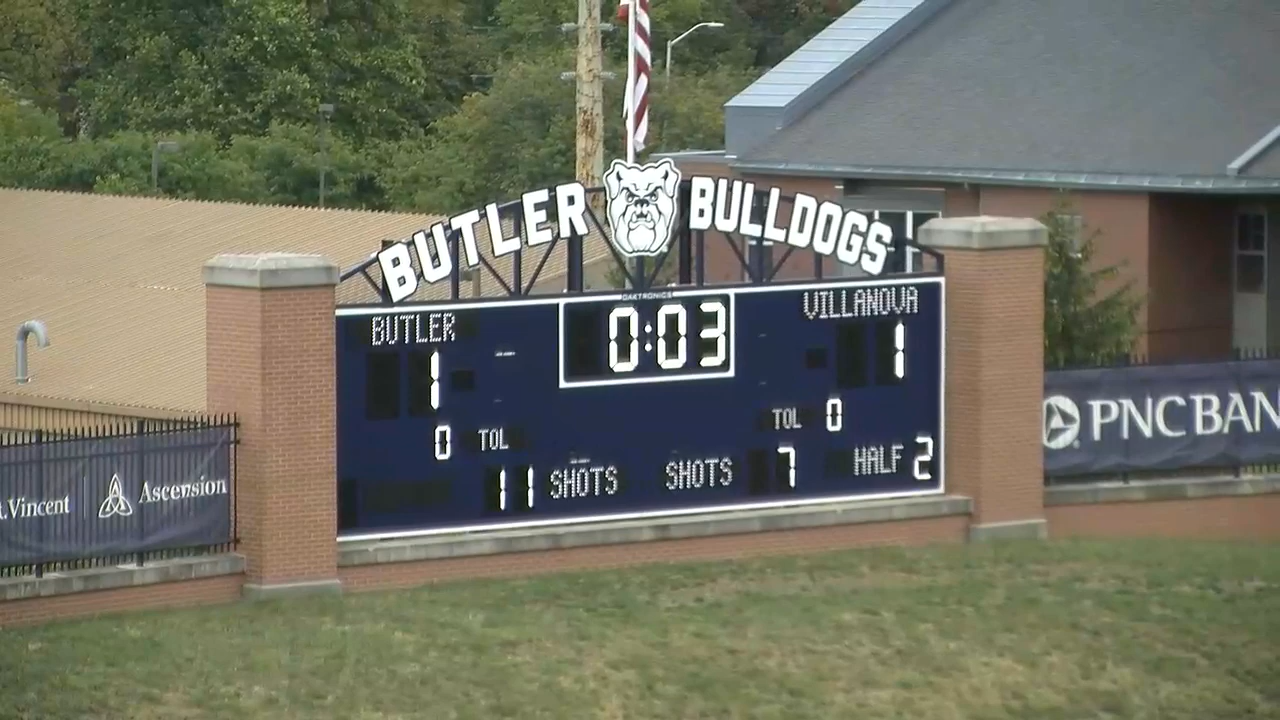 BUTLER BULLDOGS
DAKTRONICS
BUTLER 0:03 VILLANOVA
1 1
0 TOL TOL 0
11 SHOTS SHOTS 7 HALF 2
.Vincent Ascension
PNC BAN